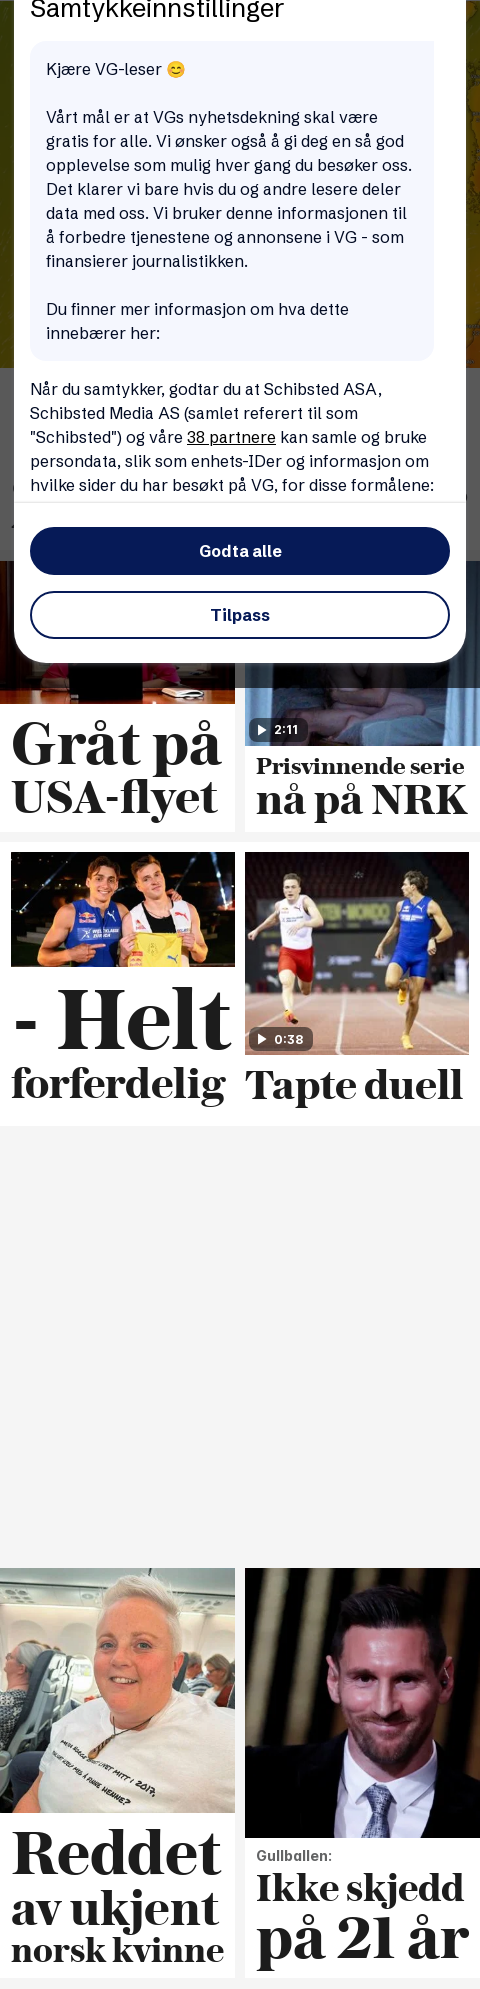 Samtykkeinnstillinger
Kjære VG-leser 😊
Vårt mål er at VGs nyhetsdekning skal være
gratis for alle. Vi ønsker også å gi deg en så god
opplevelse som mulig hver gang du besøker oss.
Det klarer vi bare hvis du og andre lesere deler
data med oss. Vi bruker denne informasjonen til
å forbedre tjenestene og annonsene i VG - som
finansierer journalistikken.
Du finner mer informasjon om hva dette
innebærer her:
Når du samtykker, godtar du at Schibsted ASA,
Schibsted Media AS (samlet referert til som
"Schibsted") og våre 38 partnere kan samle og bruke
persondata, slik som enhets-IDer og informasjon om
hvilke sider du har besøkt på VG, for disse formålene:
Godta alle
Tilpass
2:11
Gråt på
USA-flyet
Prisvinnende serie
nå på NRK
- Helt
forferdelig
0:38
Tapte duell
Reddet
av ukjent
norsk kvinne
Gullballen:
Ikke skjedd
på 21 år